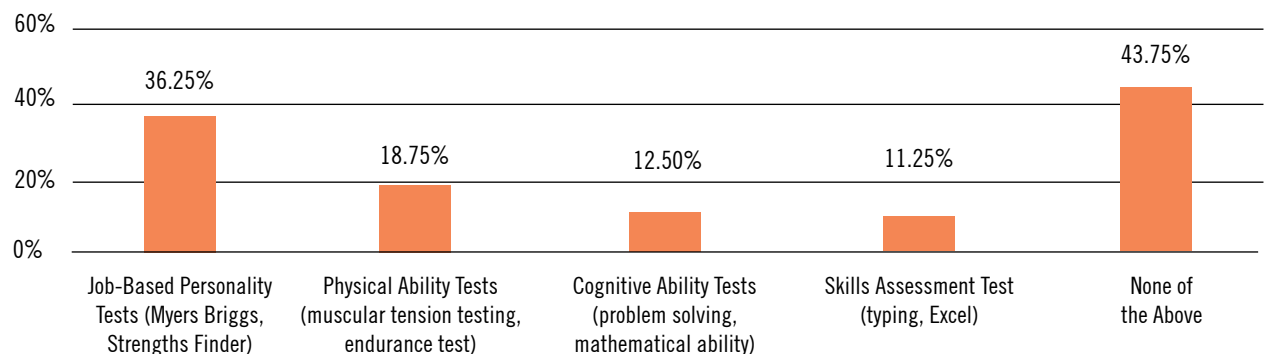 60%
40%
20%
0%
36.25%
18.75%
12.50%
11.25%
43.75%
Job-Based Personality
Tests (Myers Briggs,
Strengths Finder)
Physical Ability Tests
(muscular tension testing,
endurance test)
Cognitive Ability Tests
(problem solving,
mathematical ability)
Skills Assessment Test
(typing, Excel)
None of
the Above